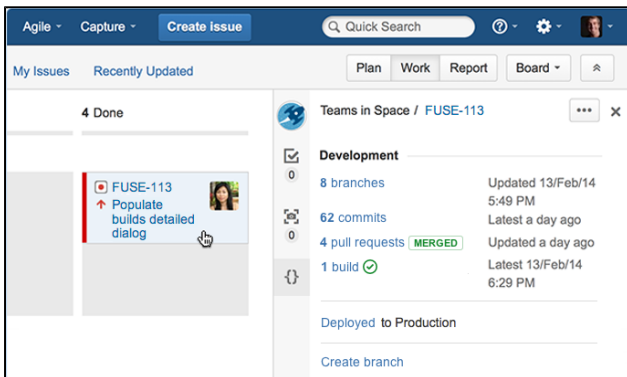 Agile Capture Create issue Quick Search
My Issues Recently Updated Plan Work Report Board
4 Done
Teams in Space / FUSE-113
Development
8 branches Updated 13/Feb/14
5:49 PM
62 commits Latest a day ago
4 pull requests MERGED Updated a day ago
1 build Latest 13/Feb/14
6:29 PM
Deployed to Production
Create branch
0
0
{}
FUSE-113
Populate
builds detailed
dialog